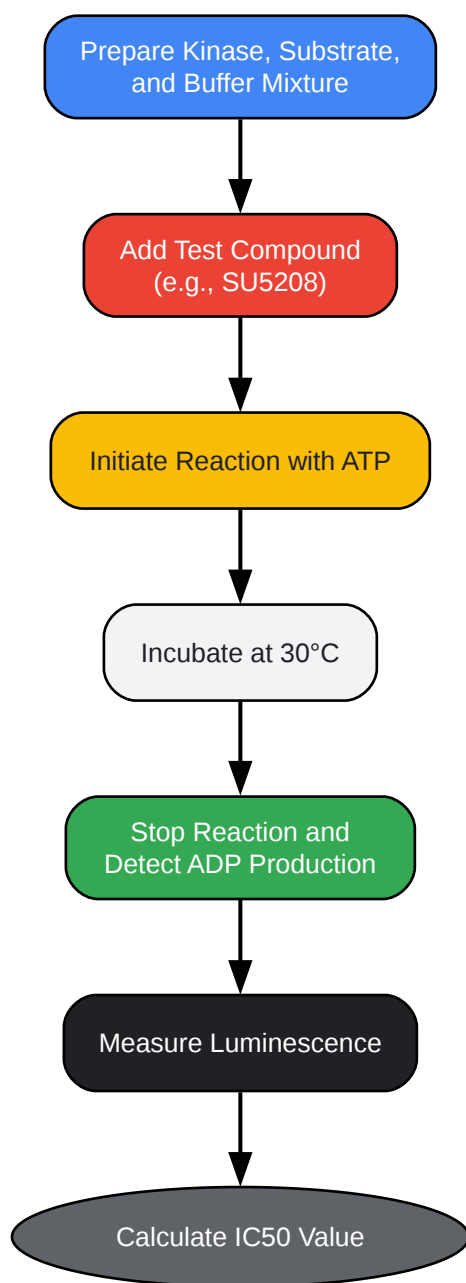 Prepare Kinase, Substrate,
and Buffer Mixture
Add Test Compound
(e.g., SU5208)
Initiate Reaction with ATP
Incubate at 30°C
Stop Reaction and
Detect ADP Production
Measure Luminescence
Calculate IC50 Value